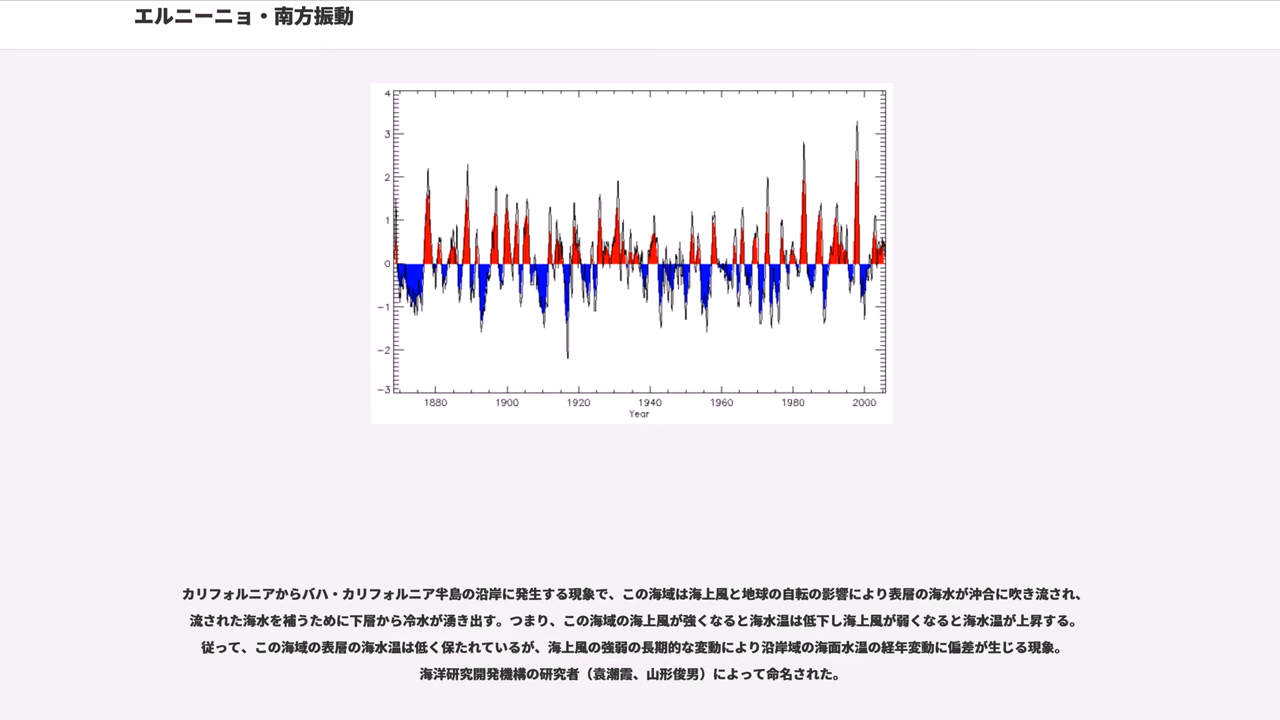 エルニーニョ・南方振動
4
3
2
1
0
−1
−2
−3
1880 1900 1920 1940 1960 1980 2000
Year
カリフォルニアからバハ・カリフォルニア半島の沿岸に発生する現象で、この海域は海上風と地球の自転の影響により表層の海水が沖合に吹き流され、
流された海水を補うために下層から冷水が湧き出す。つまり、この海域の海上風が強くなると海水温は低下し海上風が弱くなると海水温が上昇する。
従って、この海域の表層の海水温は低く保たれているが、海上風の強弱の長期的な変動により沿岸域の海面水温の経年変動に偏差が生じる現象。
海洋研究開発機構の研究者（袁潮霞、山形俊男）によって命名された。